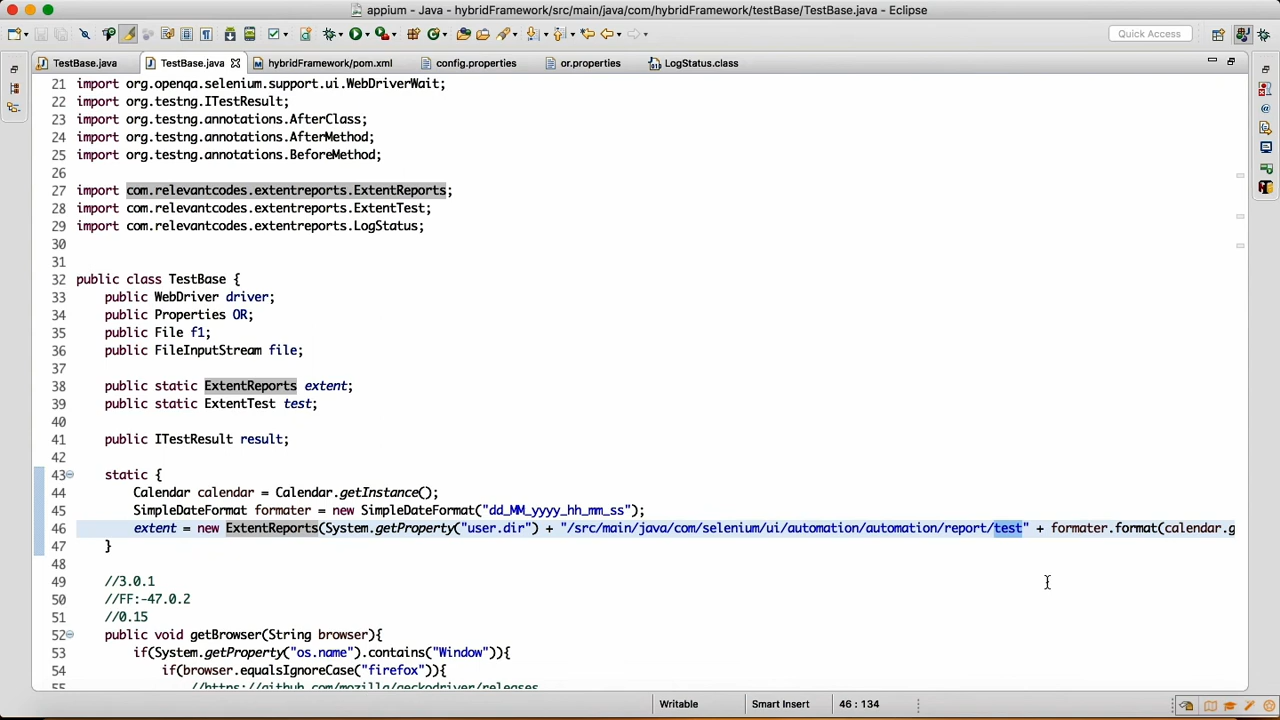 appium - Java - hybridFramework/src/main/java/com/hybridFramework/testBase/TestBase.java - Eclipse
Quick Access
TestBase.java
TestBase.java
hybridFramework/pom.xml
config.properties
or.properties
LogStatus.class
21 import org.openqa.selenium.support.ui.WebDriverWait;
22 import org.testng.ITestResult;
23 import org.testng.annotations.AfterClass;
24 import org.testng.annotations.AfterMethod;
25 import org.testng.annotations.BeforeMethod;
26
27 import com.relevantcodes.extentreports.ExtentReports;
28 import com.relevantcodes.extentreports.ExtentTest;
29 import com.relevantcodes.extentreports.LogStatus;
30
31
32 public class TestBase {
33 public WebDriver driver;
34 public Properties OR;
35 public File f1;
36 public FileInputStream file;
37
38 public static ExtentReports extent;
39 public static ExtentTest test;
40
41 public ITestResult result;
42
43 static {
44 Calendar calendar = Calendar.getInstance();
45 SimpleDateFormat formater = new SimpleDateFormat("dd_MM_yyyy_hh_mm_ss");
46 extent = new ExtentReports(System.getProperty("user.dir") + "/src/main/java/com/selenium/ui/automation/automation/report/test" + formater.format(calendar.g
47 }
48
49 //3.0.1
50 //FF:-47.0.2
51 //0.15
52 public void getBrowser(String browser){
53 if(System.getProperty("os.name").contains("Window")){
54 if(browser.equalsIgnoreCase("firefox")){
55 //https://github.com/mozilla/geckodriver/releases
Writable
Smart Insert
46 : 134